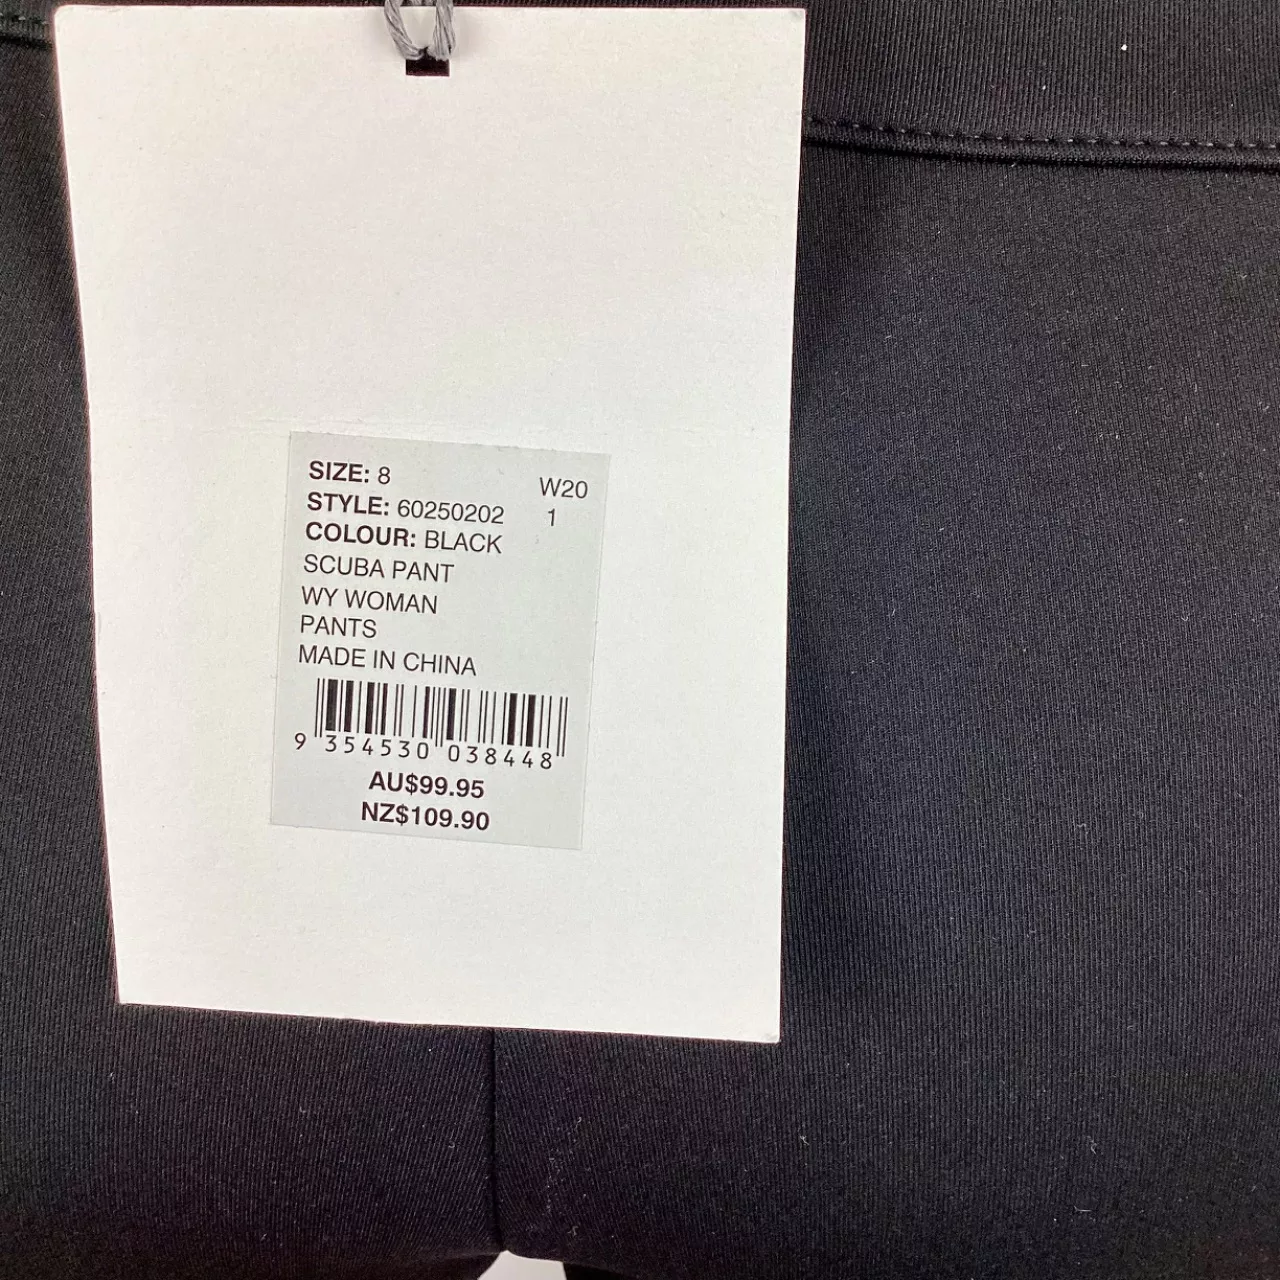 SIZE: 8
W20
STYLE: 60250202
1
COLOUR: BLACK
SCUBA PANT
WY WOMAN
PANTS
MADE IN CHINA
9 354530 038448
AU$99.95
NZ$109.90